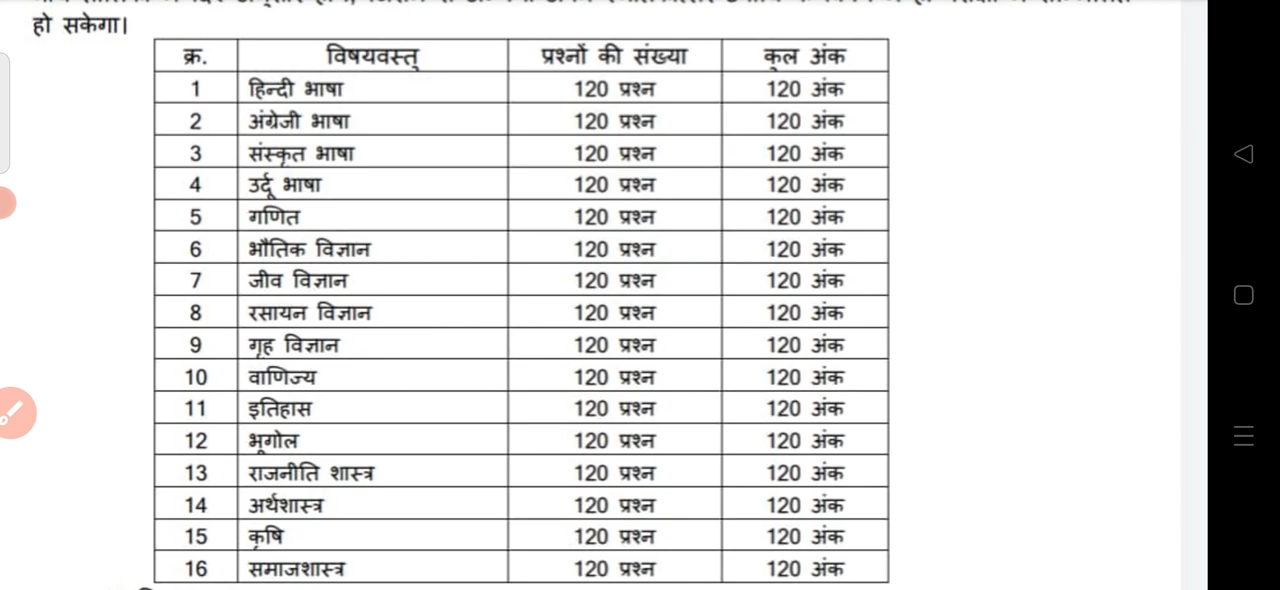 हो सकेगा।
क्र. विषयवस्तु प्रश्नों की संख्या कुल अंक
1 हिन्दी भाषा 120 प्रश्न 120 अंक
2 अंग्रेजी भाषा 120 प्रश्न 120 अंक
3 संस्कृत भाषा 120 प्रश्न 120 अंक
4 उर्दू भाषा 120 प्रश्न 120 अंक
5 गणित 120 प्रश्न 120 अंक
6 भौतिक विज्ञान 120 प्रश्न 120 अंक
7 जीव विज्ञान 120 प्रश्न 120 अंक
8 रसायन विज्ञान 120 प्रश्न 120 अंक
9 गृह विज्ञान 120 प्रश्न 120 अंक
10 वाणिज्य 120 प्रश्न 120 अंक
11 इतिहास 120 प्रश्न 120 अंक
12 भूगोल 120 प्रश्न 120 अंक
13 राजनीति शास्त्र 120 प्रश्न 120 अंक
14 अर्थशास्त्र 120 प्रश्न 120 अंक
15 कृषि 120 प्रश्न 120 अंक
16 समाजशास्त्र 120 प्रश्न 120 अंक